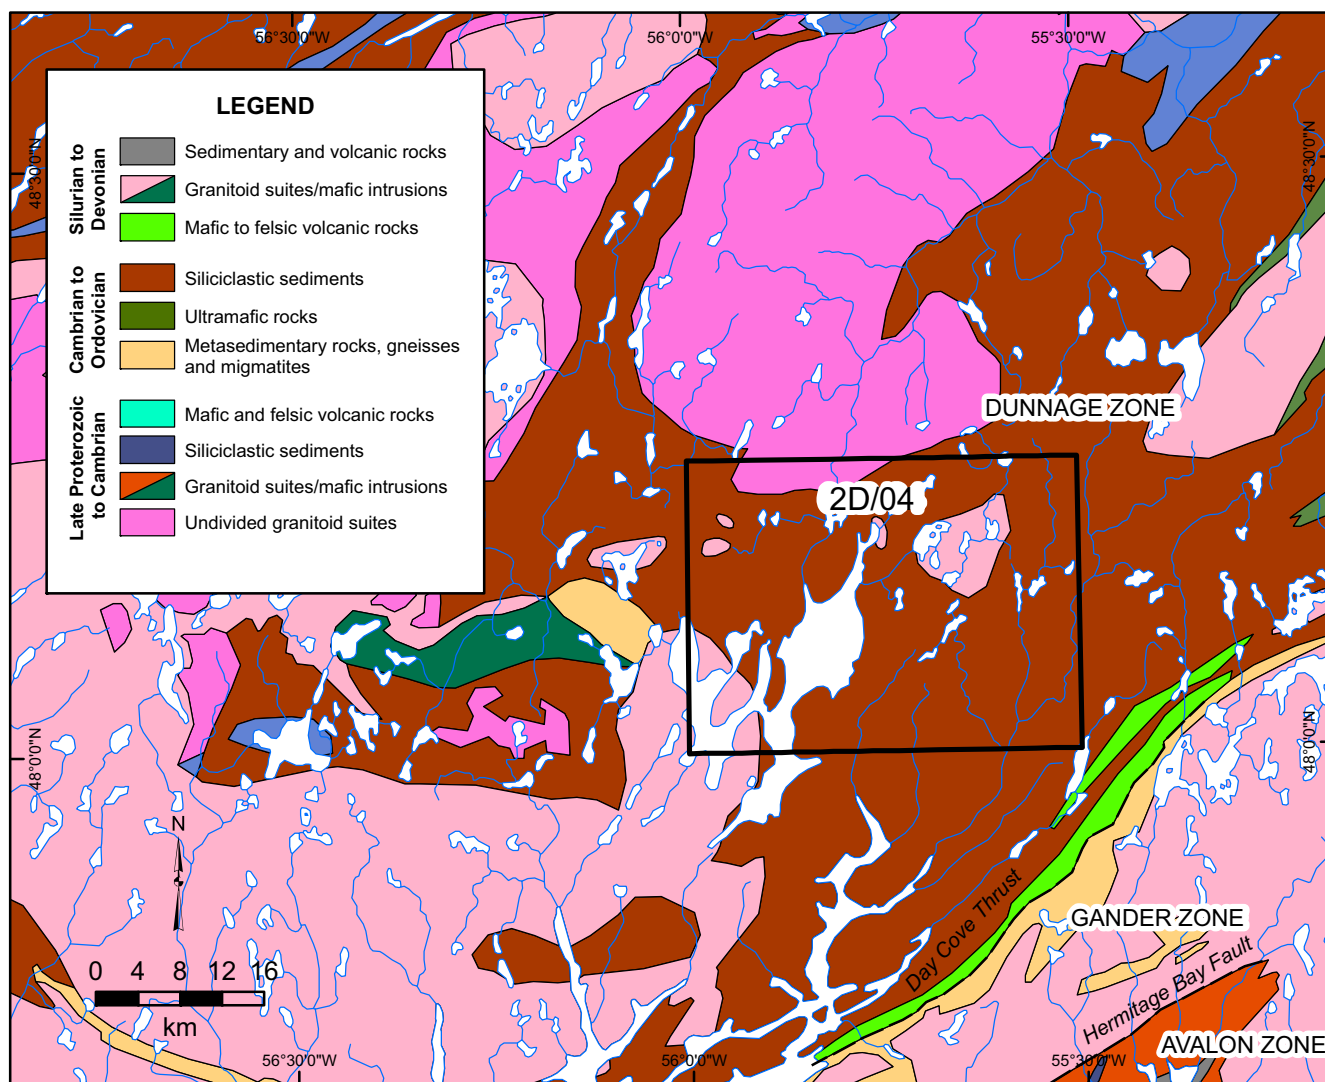 56°30'0"W
56°0'0"W
55°30'0"W
48°30'0"N
48°30'0"N
LEGEND
Silurian to
Devonian
Sedimentary and volcanic rocks
Granitoid suites/mafic intrusions
Mafic to felsic volcanic rocks
Cambrian to
Ordovician
Siliciclastic sediments
Ultramafic rocks
Metasedimentary rocks, gneisses
and migmatites
Late Proterozoic
to Cambrian
Mafic and felsic volcanic rocks
Siliciclastic sediments
Granitoid suites/mafic intrusions
Undivided granitoid suites
DUNNAGE ZONE
2D/04
48°0'0"N
48°0'0"N
N
Day Cove Thrust
GANDER ZONE
Hermitage Bay Fault
AVALON ZONE
0 4 8 12 16
km
56°30'0"W
56°0'0"W
55°30'0"W